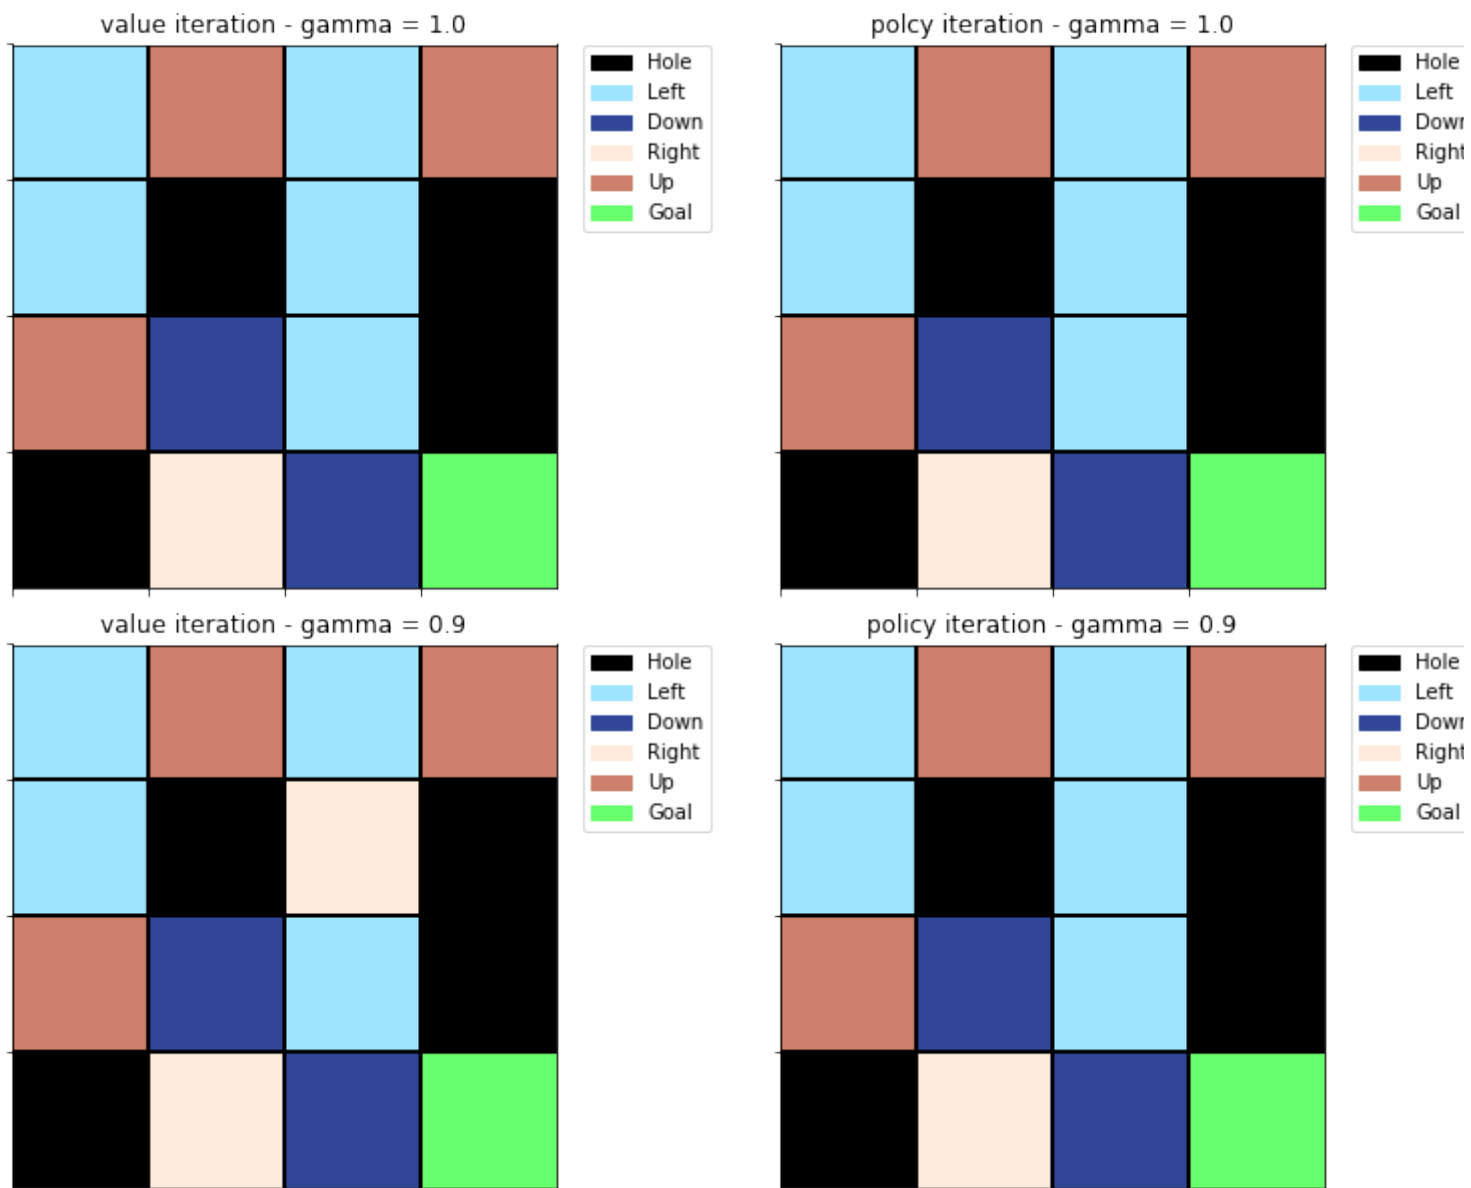 value iteration - gamma = 1.0
Hole
Left
Down
Right
Up
Goal
polcy iteration - gamma = 1.0
Hole
Left
Down
Right
Up
Goal
value iteration - gamma = 0.9
Hole
Left
Down
Right
Up
Goal
policy iteration - gamma = 0.9
Hole
Left
Down
Right
Up
Goal